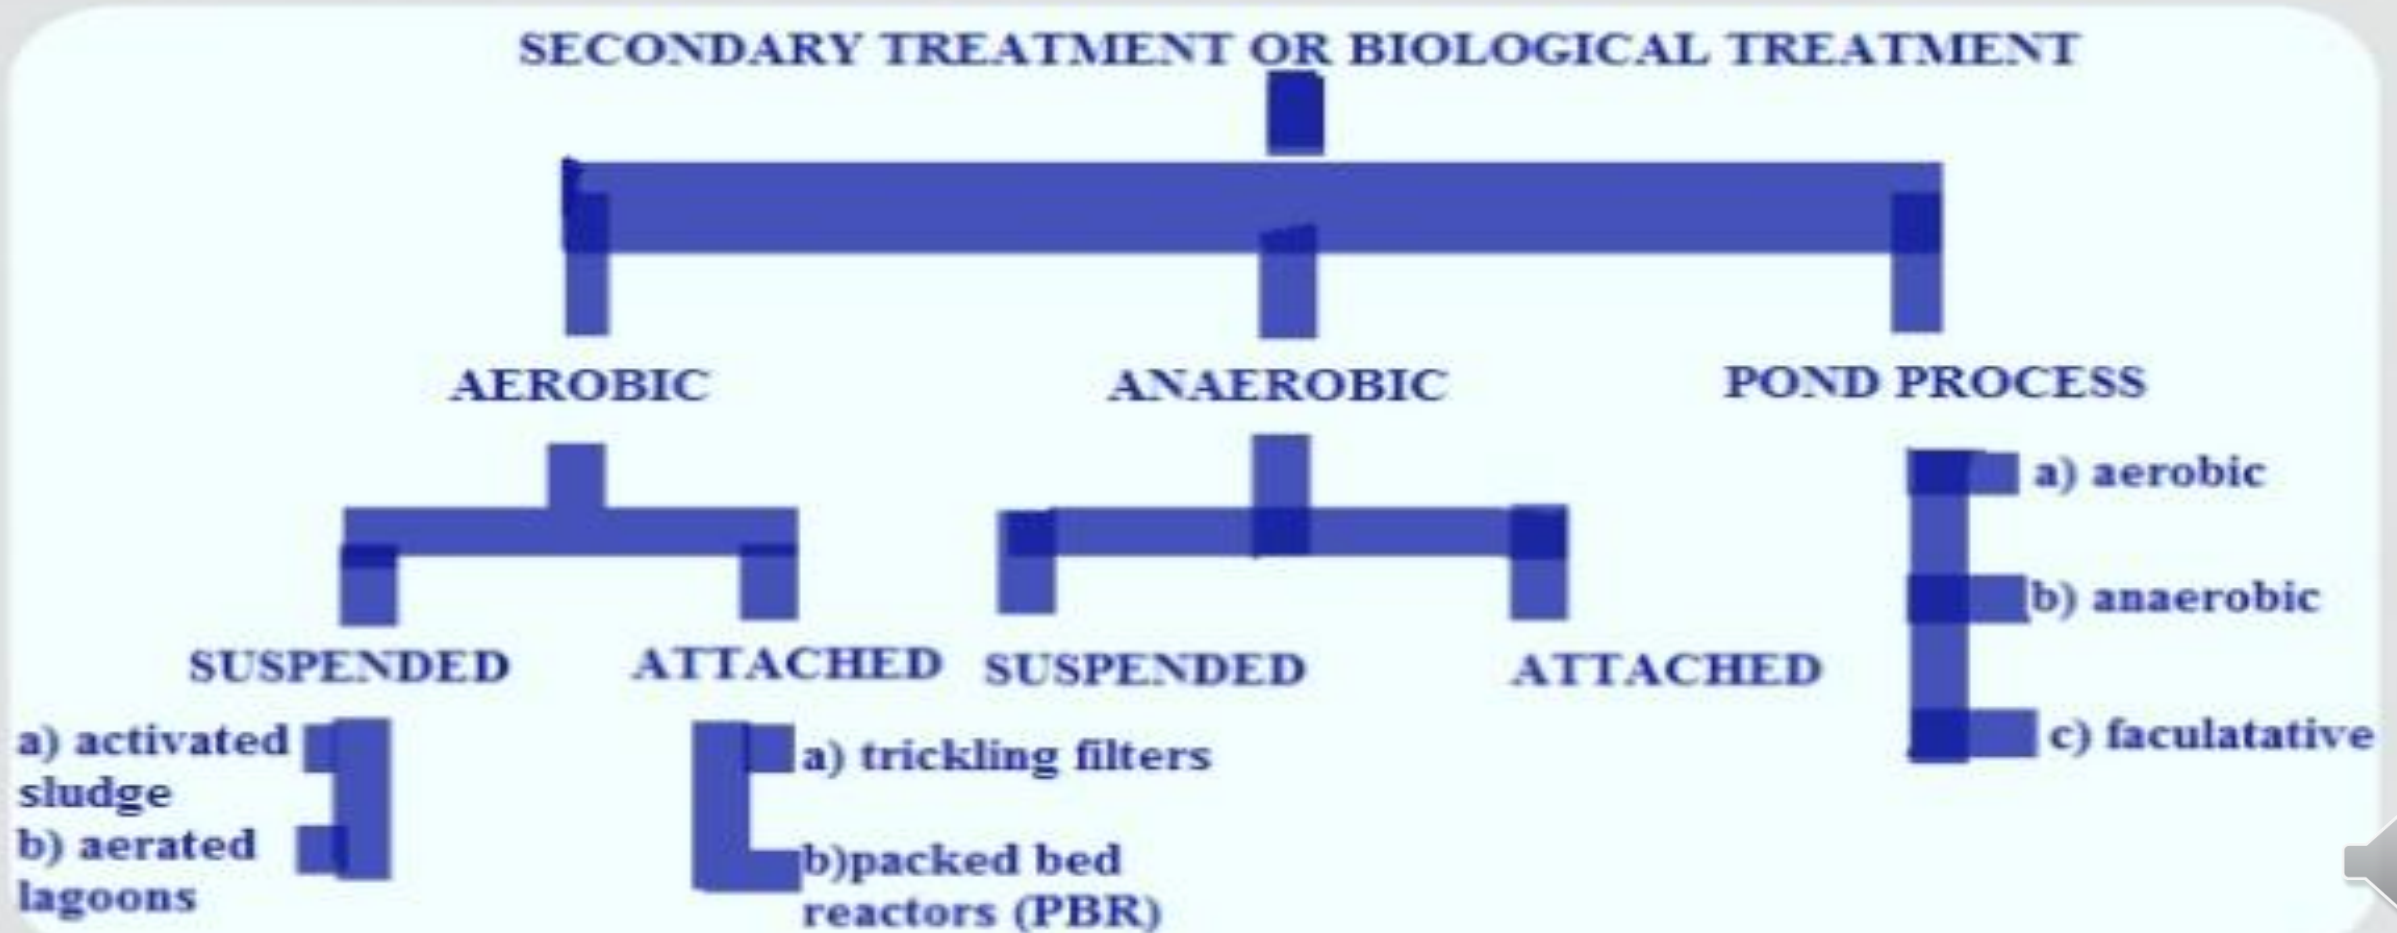 SECONDARY TREATMENT OR BIOLOGICAL TREATMENT
AEROBIC
ANAEROBIC
POND PROCESS
SUSPENDED
ATTACHED
SUSPENDED
ATTACHED
a) activated
sludge
b) aerated
lagoons
a) trickling filters
b)packed bed
reactors (PBR)
a) aerobic
b) anaerobic
c) faculatative